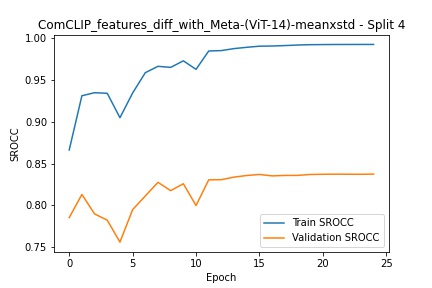 ComCLIP_features_diff_with_Meta-(ViT-14)-meanxstd - Split 4
1.00
0.95
0.90
0.85
0.80
0.75
SROCC
Train SROCC
Validation SROCC
0 5 10 15 20 25
Epoch